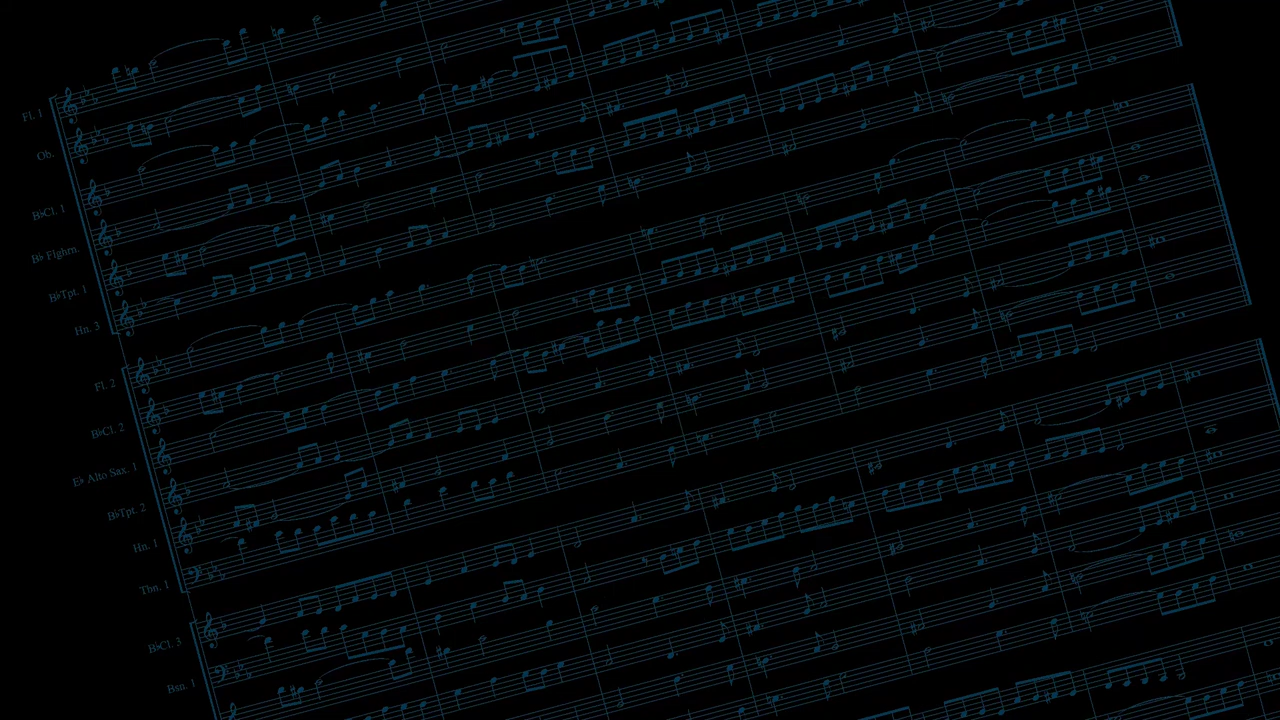 Fl. 1
Ob.
B♭Cl. 1
B♭ Flghrn.
B♭Tpt. 1
Hn. 3
Fl. 2
B♭Cl. 2
E♭ Alto Sax. 1
B♭Tpt. 2
Hn. 1
Tbn. 1
B♭Cl. 3
Bsn. 1